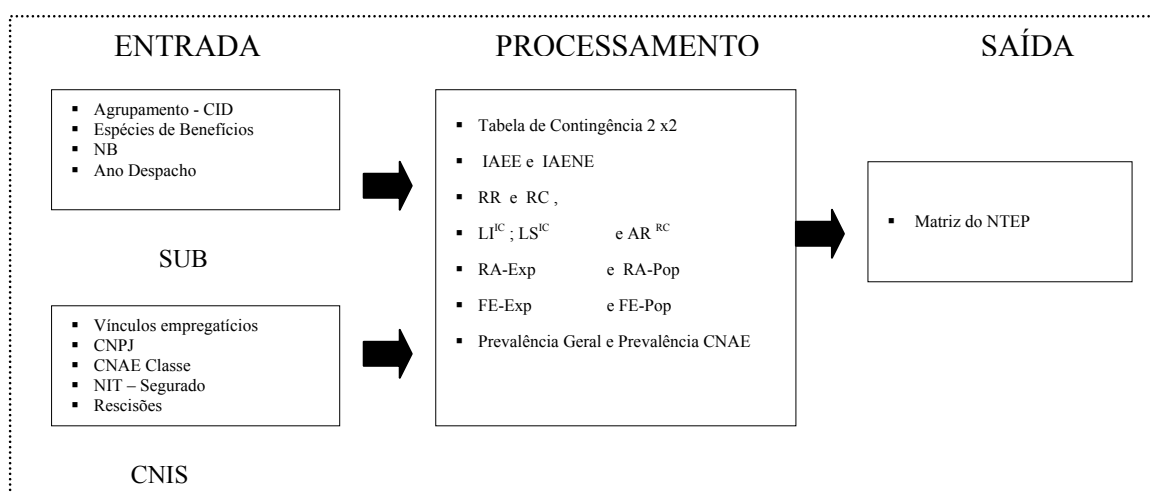 ENTRADA
PROCESSAMENTO
SAÍDA
▪ Agrupamento - CID
▪ Espécies de Benefícios
▪ NB
▪ Ano Despacho
SUB
▪ Vínculos empregatícios
▪ CNPJ
▪ CNAE Classe
▪ NIT – Segurado
▪ Rescisões
CNIS
▪ Tabela de Contingência 2 x2
▪ IAEE e IAENE
▪ RR e RC ,
▪ LI^IC ; LS^IC e AR ^RC
▪ RA-Exp e RA-Pop
▪ FE-Exp e FE-Pop
▪ Prevalência Geral e Prevalência CNAE
▪ Matriz do NTEP